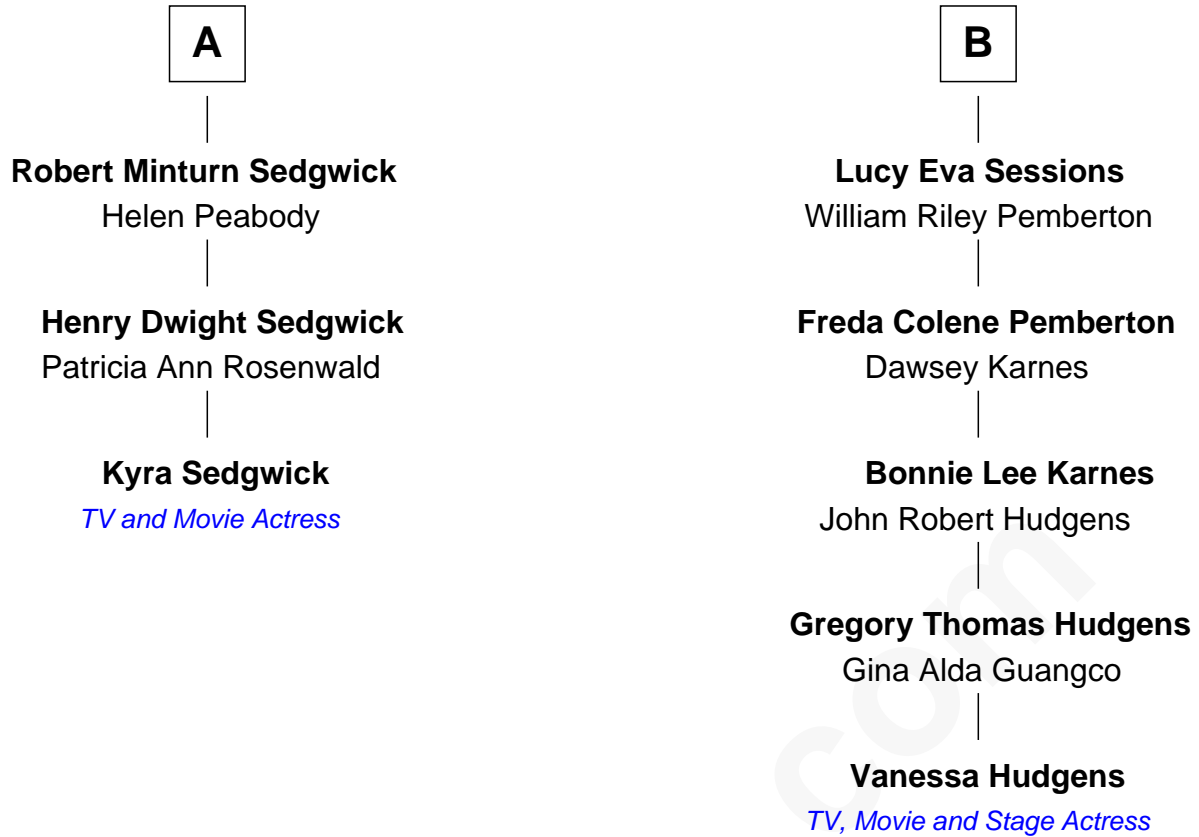 A
Robert Minturn Sedgwick
Helen Peabody
Henry Dwight Sedgwick
Patricia Ann Rosenwald
Kyra Sedgwick
TV and Movie Actress
B
Lucy Eva Sessions
William Riley Pemberton
Freda Colene Pemberton
Dawsey Karnes
Bonnie Lee Karnes
John Robert Hudgens
Gregory Thomas Hudgens
Gina Alda Guangco
Vanessa Hudgens
TV, Movie and Stage Actress
com